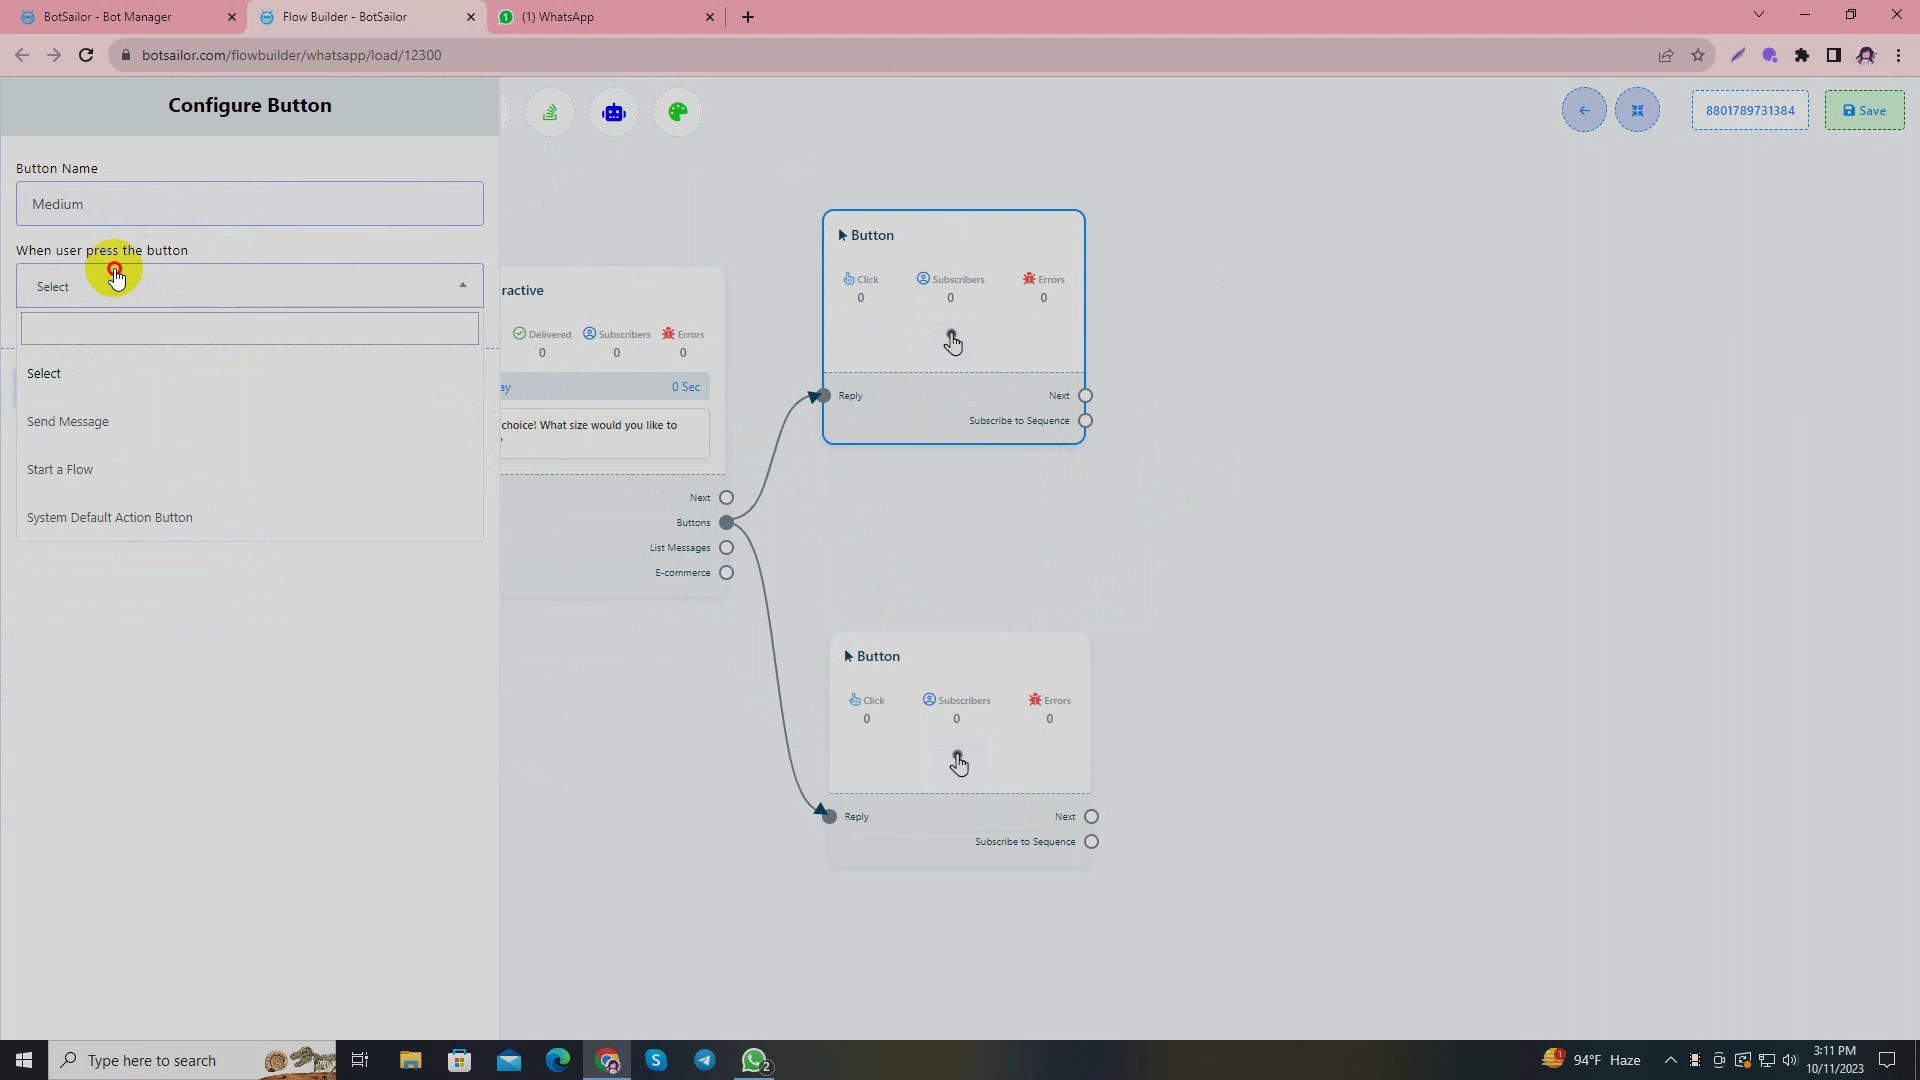 BotSailor - Bot Manager
Flow Builder - BotSailor
(1) WhatsApp
botsailor.com/flowbuilder/whatsapp/load/12300
Configure Button
8801789731384
Save
Button Name
Medium
When user press the button
Select
Select
Send Message
Start a Flow
System Default Action Button
ractive
Delivered
Subscribers
Errors
0
0
0
ay
0 Sec
choice! What size would you like to
?
Next
Buttons
List Messages
E-commerce
Button
Click
Subscribers
Errors
0
0
0
Reply
Next
Subscribe to Sequence
Button
Click
Subscribers
Errors
0
0
0
Reply
Next
Subscribe to Sequence
Type here to search
2
94°F Haze
3:11 PM
10/11/2023